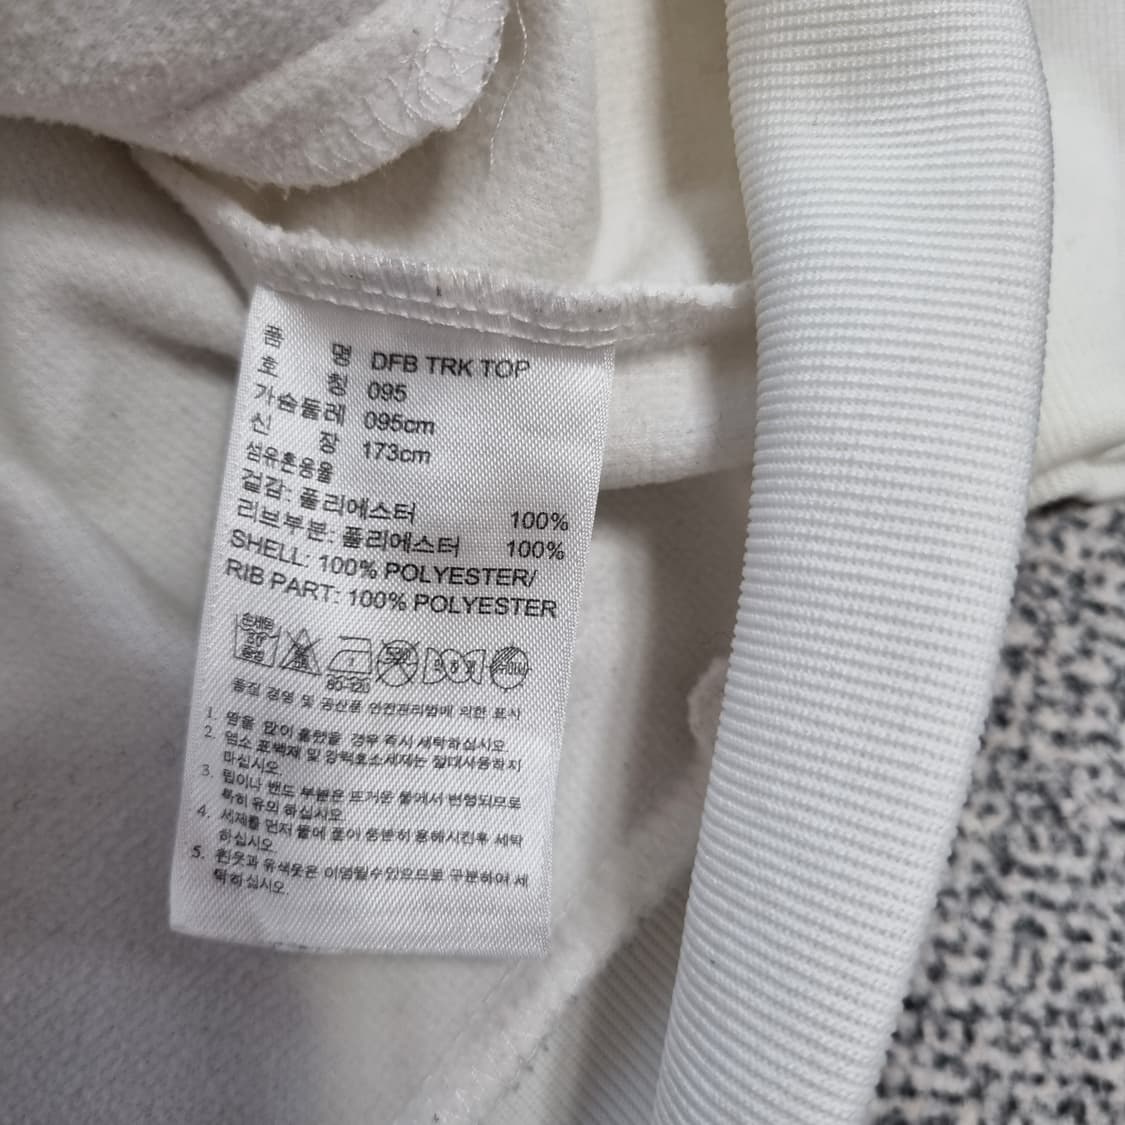 품 명 DFB TRK TOP
호 칭 095
가슴둘레 095cm
신 장 173cm
섬유혼용율
겉감: 폴리에스터 100%
리브부분: 폴리에스터 100%
SHELL: 100% POLYESTER/
RIB PART: 100% POLYESTER
손세탁
80-120
품질 경영 및 공산품 안전관리법에 의한 표시
1. 땀을 많이 흘렸을 경우 즉시 세탁하십시오.
2. 염소 표백제 및 강력효소세제는 절대사용하지
마십시오.
3. 립이나 밴드 부분은 뜨거운 물에서 변형되므로
특히 유의 하십시오.
4. 세제를 먼저 물에 풀어 충분히 용해시킨후 세탁
하십시오.
5. 흰옷과 유색옷은 이염될수있으므로 구분하여 세
탁하십시오.